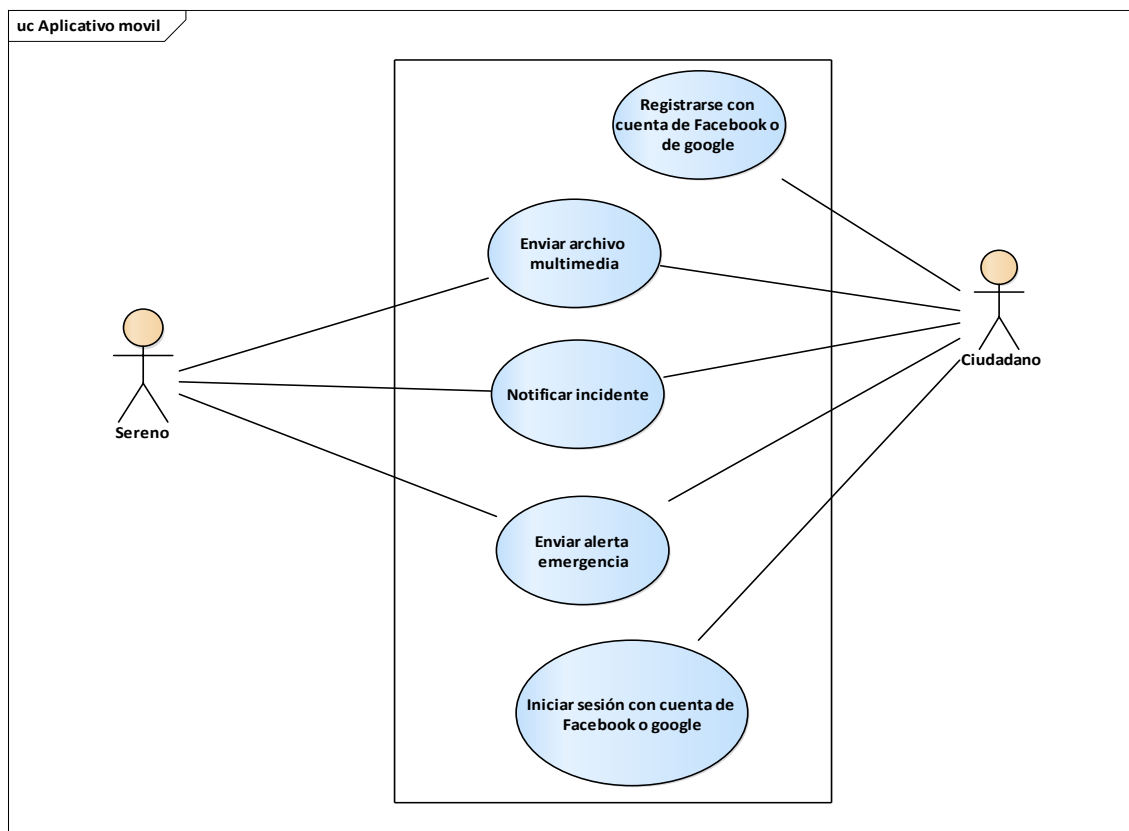 uc Aplicativo movil
Registrarse con
cuenta de Facebook o
de google
Enviar archivo
multimedia
Ciudadano
Notificar incidente
Sereno
Enviar alerta
emergencia
Iniciar sesión con cuenta de
Facebook o google